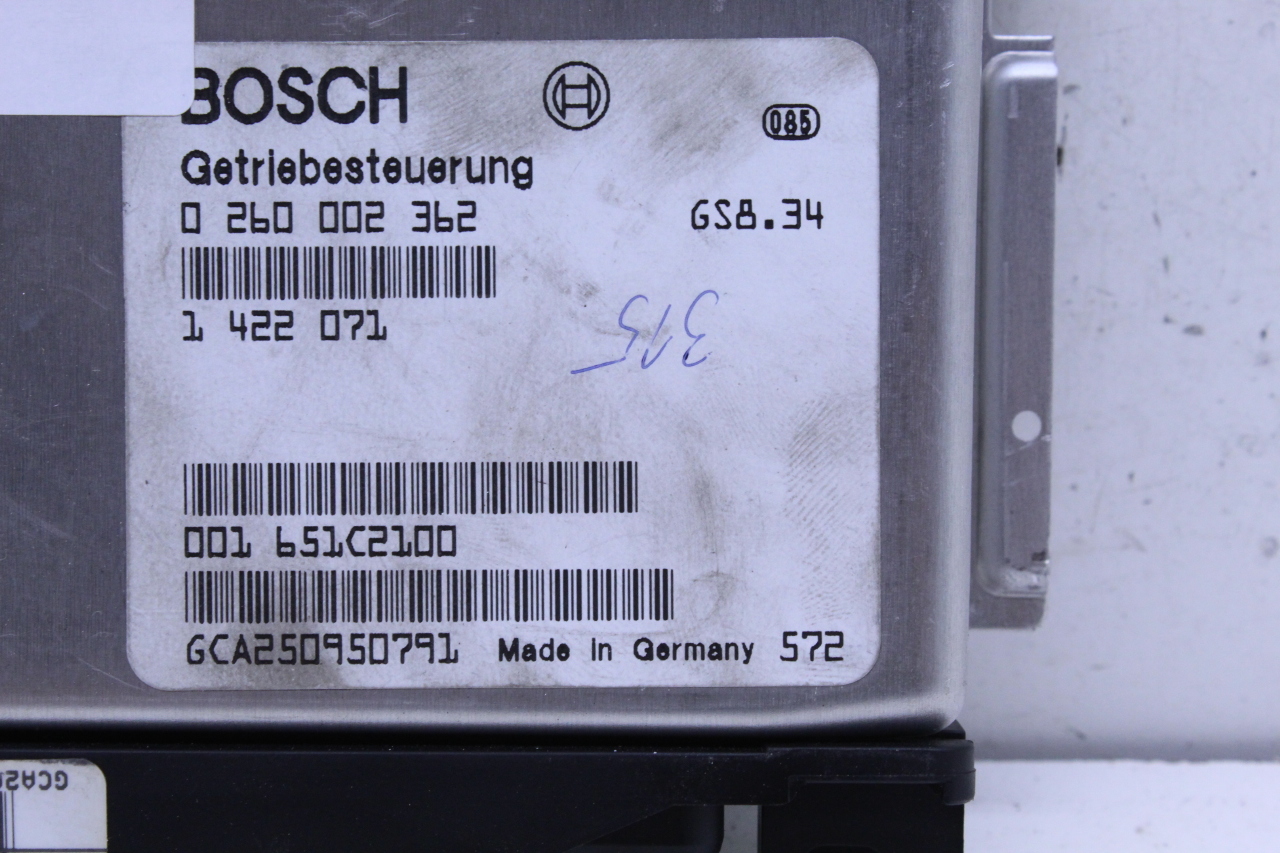 BOSCH
085
Getriebesteuerung
0 260 002 362 GS8.34
1 422 071
315
001 651C2100
GCA250950791 Made in Germany 572
GCA2